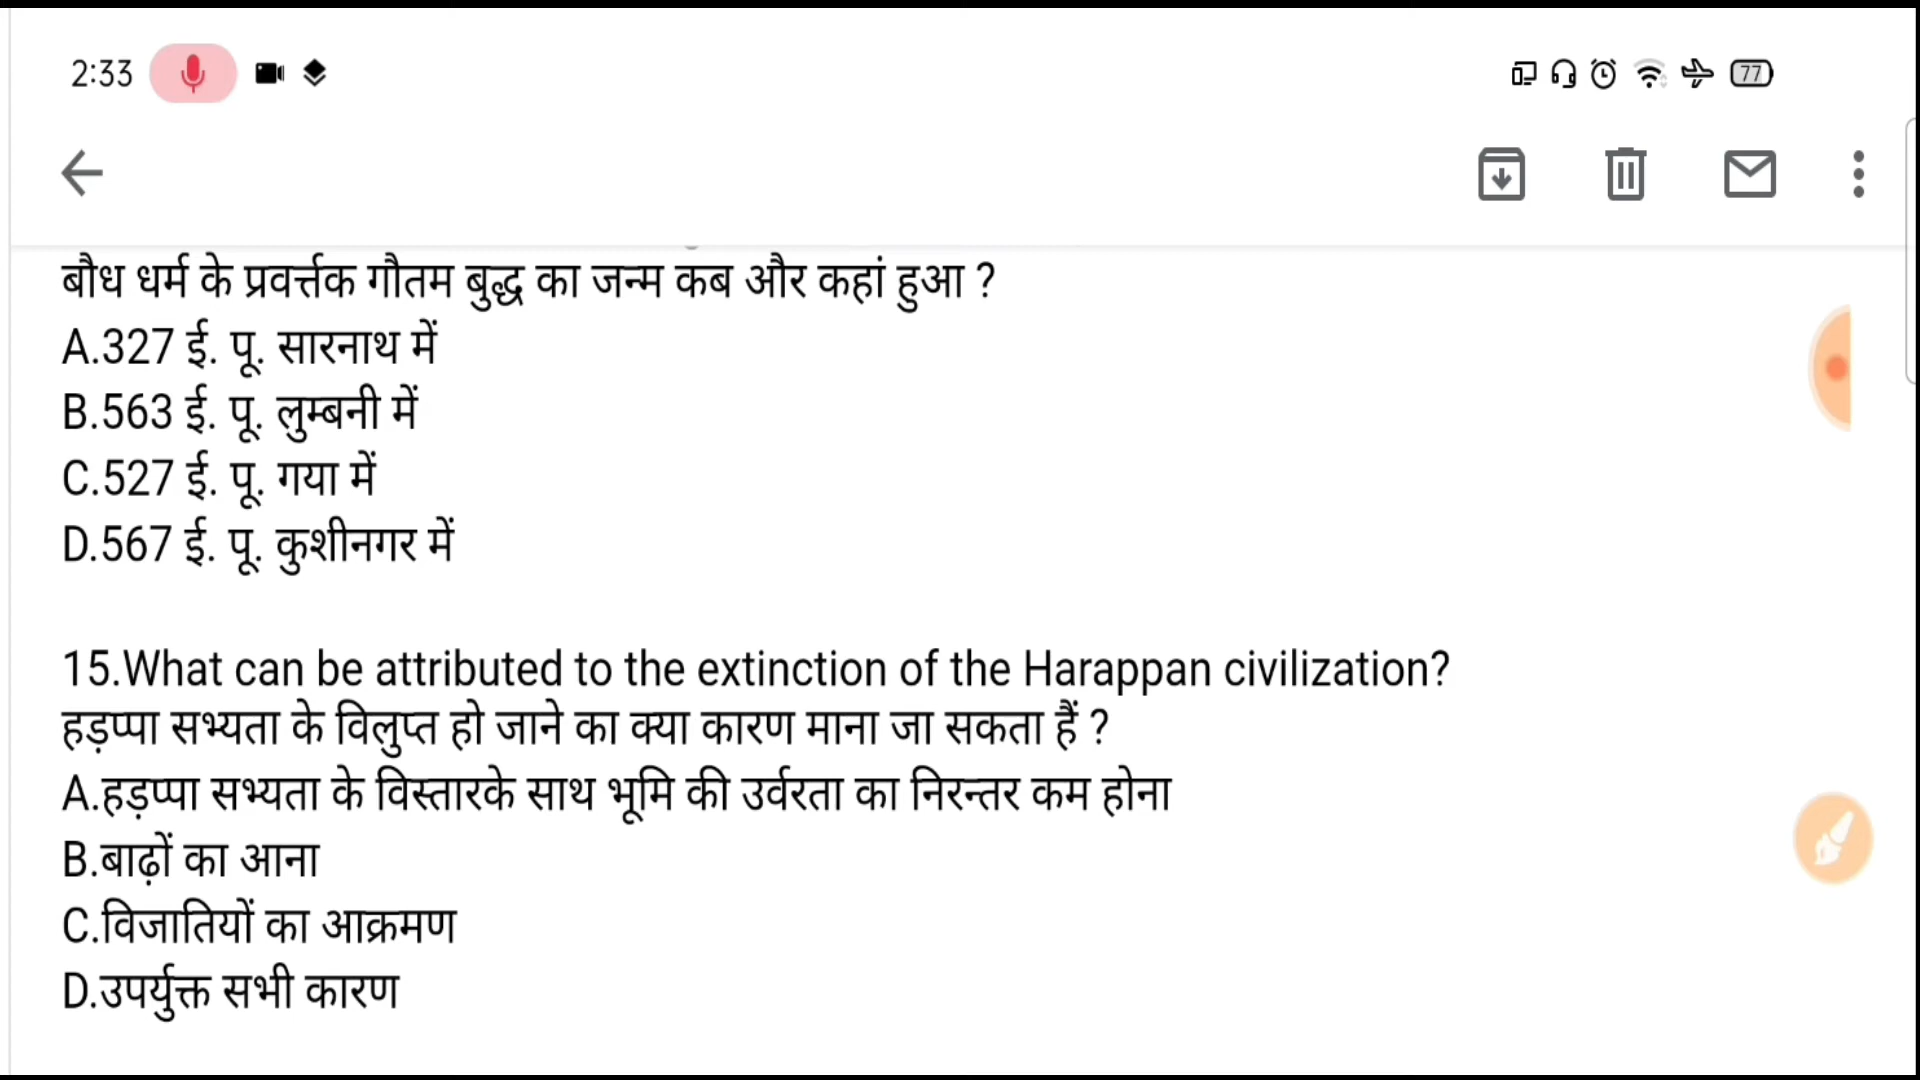 2:33
77
बौध धर्म के प्रवर्त्तक गौतम बुद्ध का जन्म कब और कहां हुआ ?
A.327 ई. पू. सारनाथ में
B.563 ई. पू. लुम्बनी में
C.527 ई. पू. गया में
D.567 ई. पू. कुशीनगर में
15.What can be attributed to the extinction of the Harappan civilization?
हड़प्पा सभ्यता के विलुप्त हो जाने का क्या कारण माना जा सकता हैं ?
A.हड़प्पा सभ्यता के विस्तारके साथ भूमि की उर्वरता का निरन्तर कम होना
B.बाढ़ों का आना
C.विजातियों का आक्रमण
D.उपर्युक्त सभी कारण